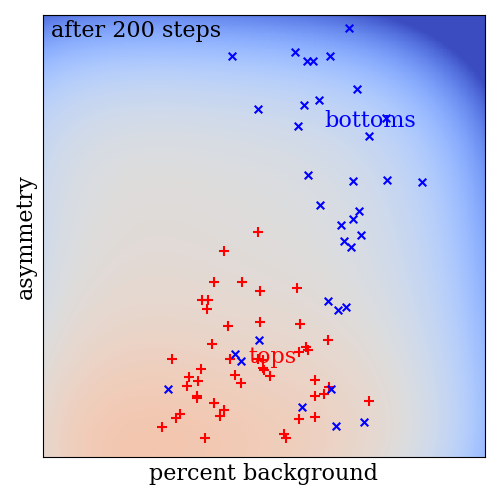 after 200 steps
bottoms
asymmetry
tops
percent background